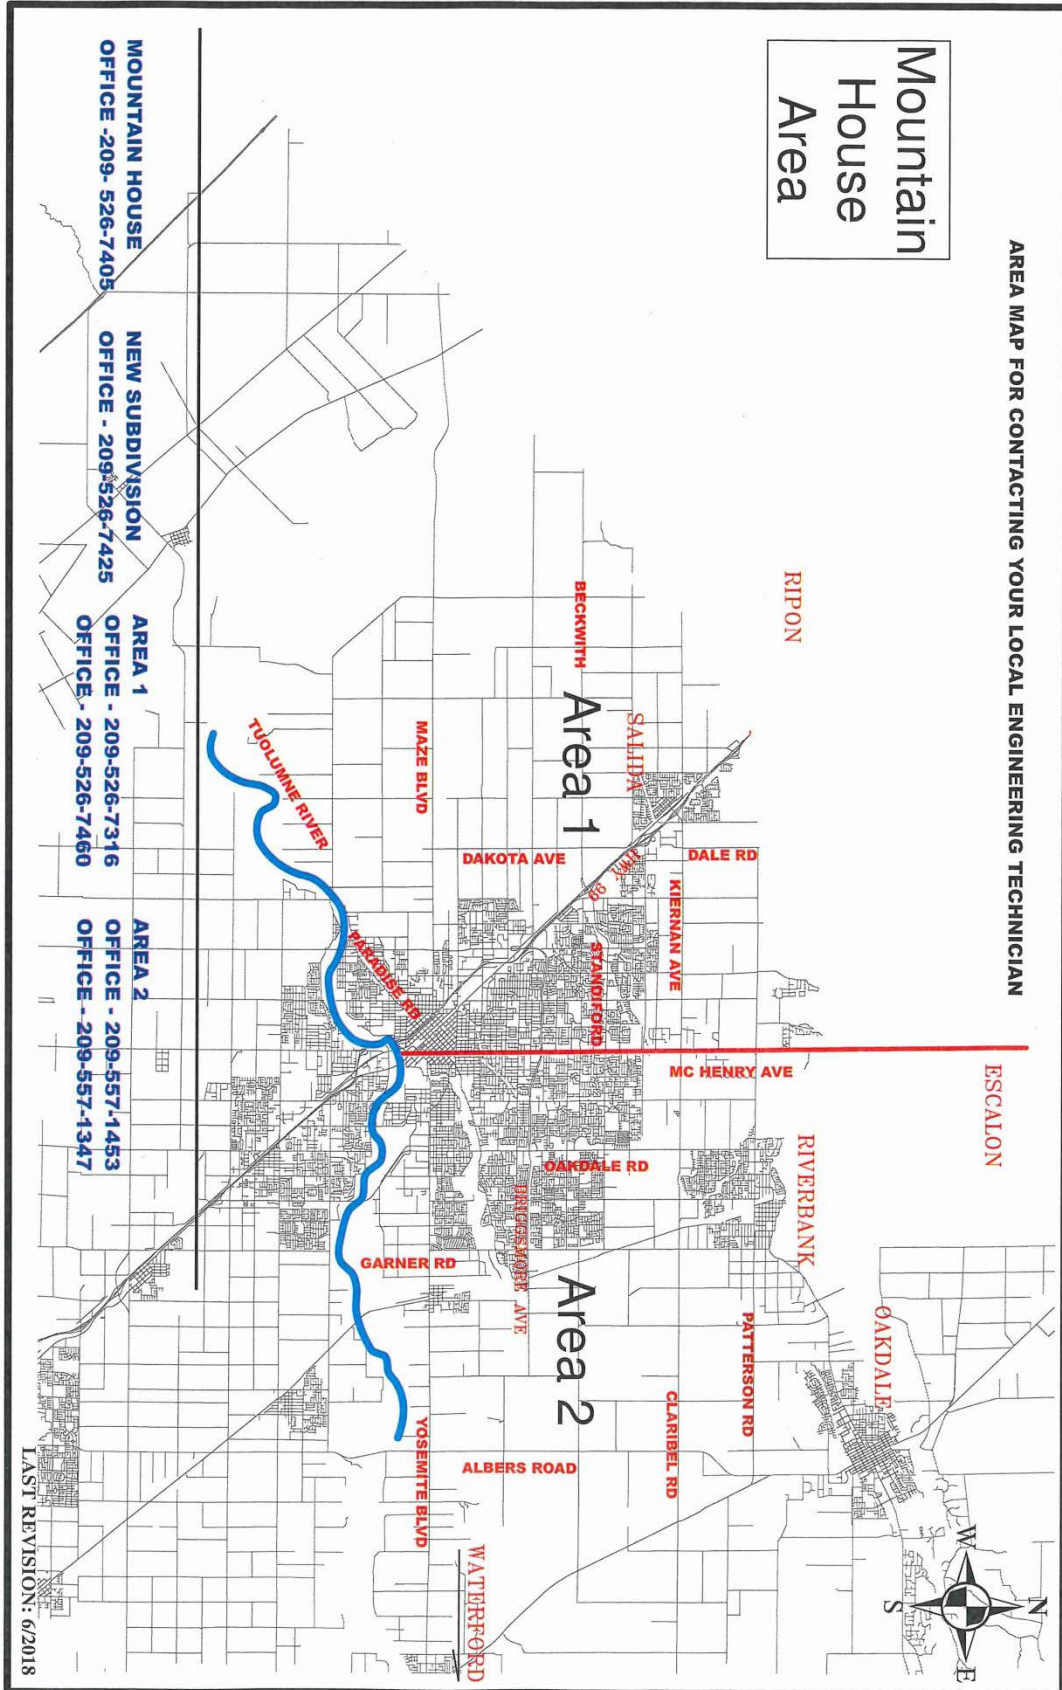 AREA MAP FOR CONTACTING YOUR LOCAL ENGINEERING TECHNICIAN
Mountain
House
Area
N
W
E
S
RIPON
ESCALON
RIVERBANK
OAKDALE
SALIDA
DALE RD
KIERNAN AVE
MC HENRY AVE
PATTERSON RD
CLARIBEL RD
BECKWITH
Area 1
HWY 99
STANDIFORD
OAKDALE RD
Area 2
DAKOTA AVE
BRIGGSMORE AVE
ALBERS ROAD
WATERFORD
MAZE BLVD
PARADISE RD
GARNER RD
YOSEMITE BLVD
TUOLUMNE RIVER
MOUNTAIN HOUSE
OFFICE -209- 526-7405
NEW SUBDIVISION
OFFICE - 209-526-7425
AREA 1
OFFICE - 209-526-7316
OFFICE - 209-526-7460
AREA 2
OFFICE - 209-557-1453
OFFICE - 209-557-1347
LAST REVISION: 6/2018